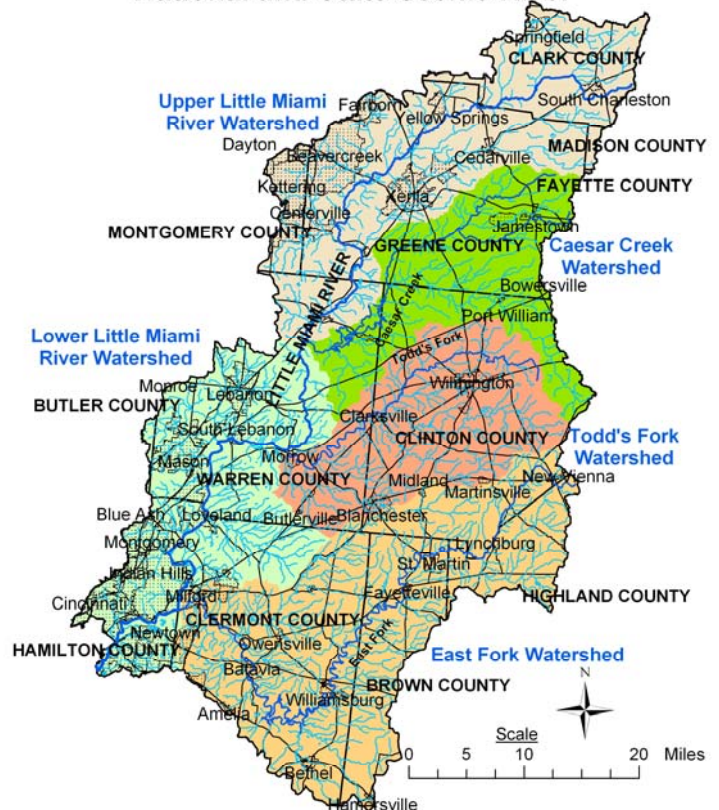 Springfield
CLARK COUNTY
South Charleston
Upper Little Miami
River Watershed
Fairborn
Yellow Springs
Dayton
Beavercreek
Cedarville
MADISON COUNTY
Kettering
Xenia
FAYETTE COUNTY
Centerville
Jamestown
MONTGOMERY COUNTY
GREENE COUNTY
Caesar Creek
Watershed
LITTLE MIAMI RIVER
Caesar Creek
Bowersville
Port William
Lower Little Miami
River Watershed
Todd's Fork
Monroe
Lebanon
Wilmington
BUTLER COUNTY
Clarksville
South Lebanon
CLINTON COUNTY
Todd's Fork
Watershed
Mason
Morrow
WARREN COUNTY
Midland
New Vienna
Martinsville
Blue Ash
Loveland
Butlerville
Blanchester
Montgomery
Lynchburg
Indian Hills
St. Martin
Cincinnati
Milford
Fayetteville
HIGHLAND COUNTY
CLERMONT COUNTY
Newtown
HAMILTON COUNTY
Owensville
East Fork
East Fork Watershed
Batavia
BROWN COUNTY
Williamsburg
Amelia
N
Scale
0 5 10 20 Miles
Bethel
Hamersville